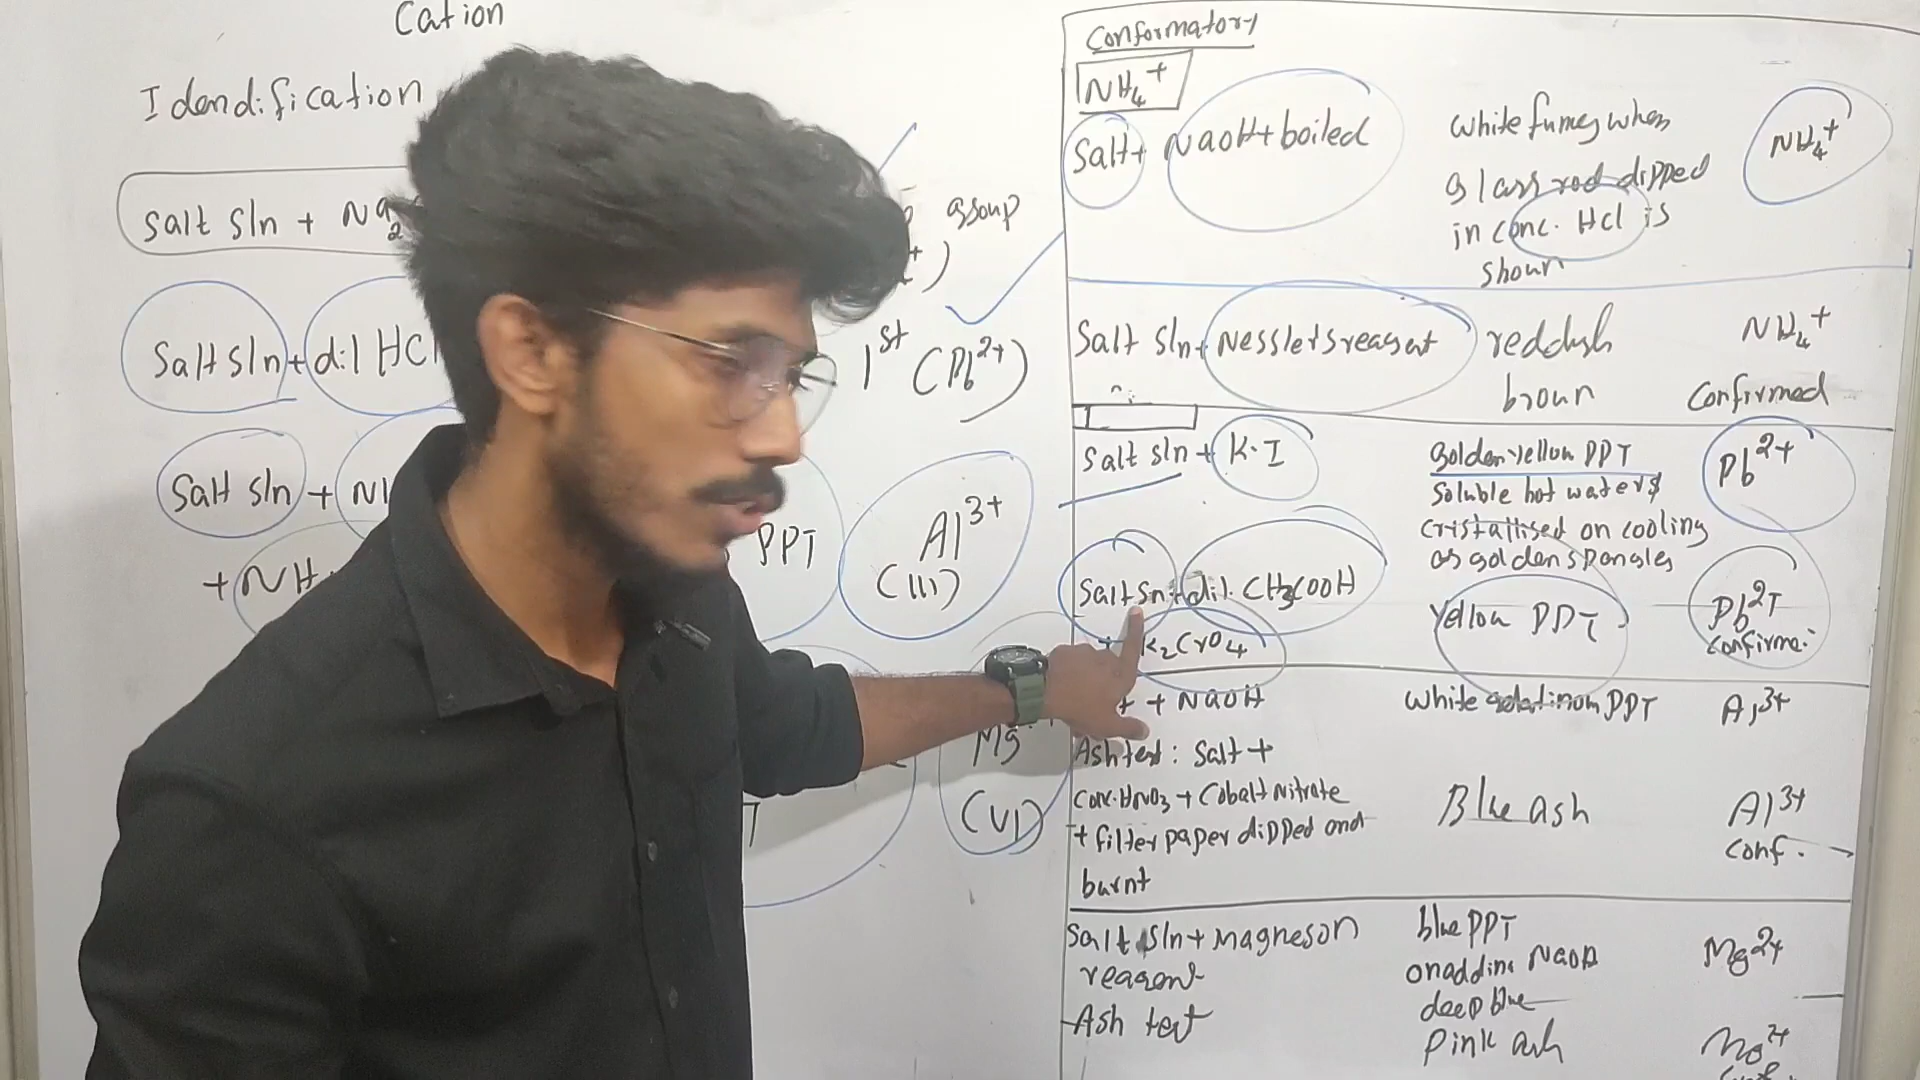 Cation
Idendification
Salt sln + Na2
group
Salt sln + dil HCl
1st (Pb2+)
Salt sln + N
PPT
Al3+
(III)
+ NH
Mg
(VI)
Conformatory
NH4+
Salt + NaOH + boiled
white fumes when
glass rod dipped
in conc. HCl is
shown
NH4+
Salt sln + Nesslers reagent
reddish
brown
NH4+
Confirmed
Salt sln + K.I
golden yellow PPT
soluble hot water &
cristallised on cooling
as golden spangles
Pb2+
Salt sn + dil. CH3COOH
+ K2CrO4
Yellow PPT
Pb2+
confirme.
+ NaOH
white gelatinom PPT
Al3+
Ash test: Salt +
Conc. HNO3 + Cobalt nitrate
+ filter paper dipped and
burnt
Blue ash
Al3+
conf.
Salt sln + magneson
reagent
blue PPT
on adding NaOH
deep blue
Mg2+
Ash test
pink ash
Mg2+